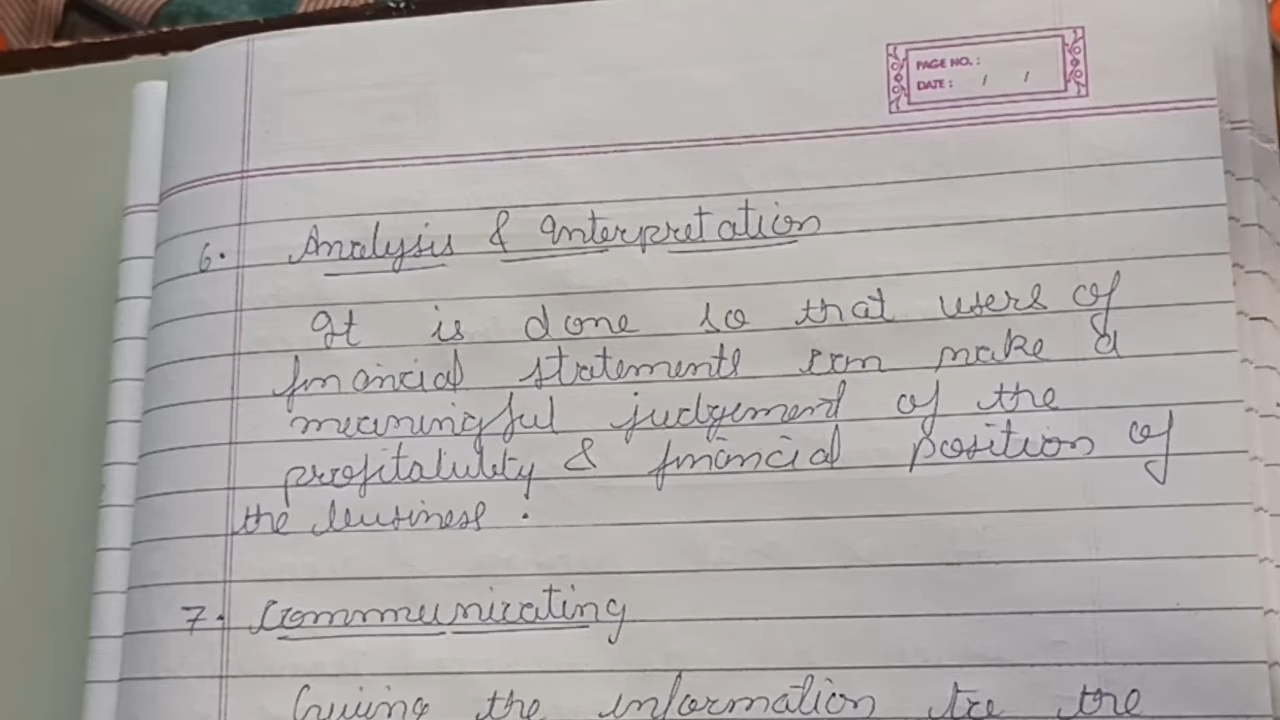 PAGE NO. :
DATE : / /
6. Analysis & Interpretation
It is done so that users of
financial statements can make a
meaningful judgement of the
profitability & financial position of
the business.
7. Communicating
Giving the information to the